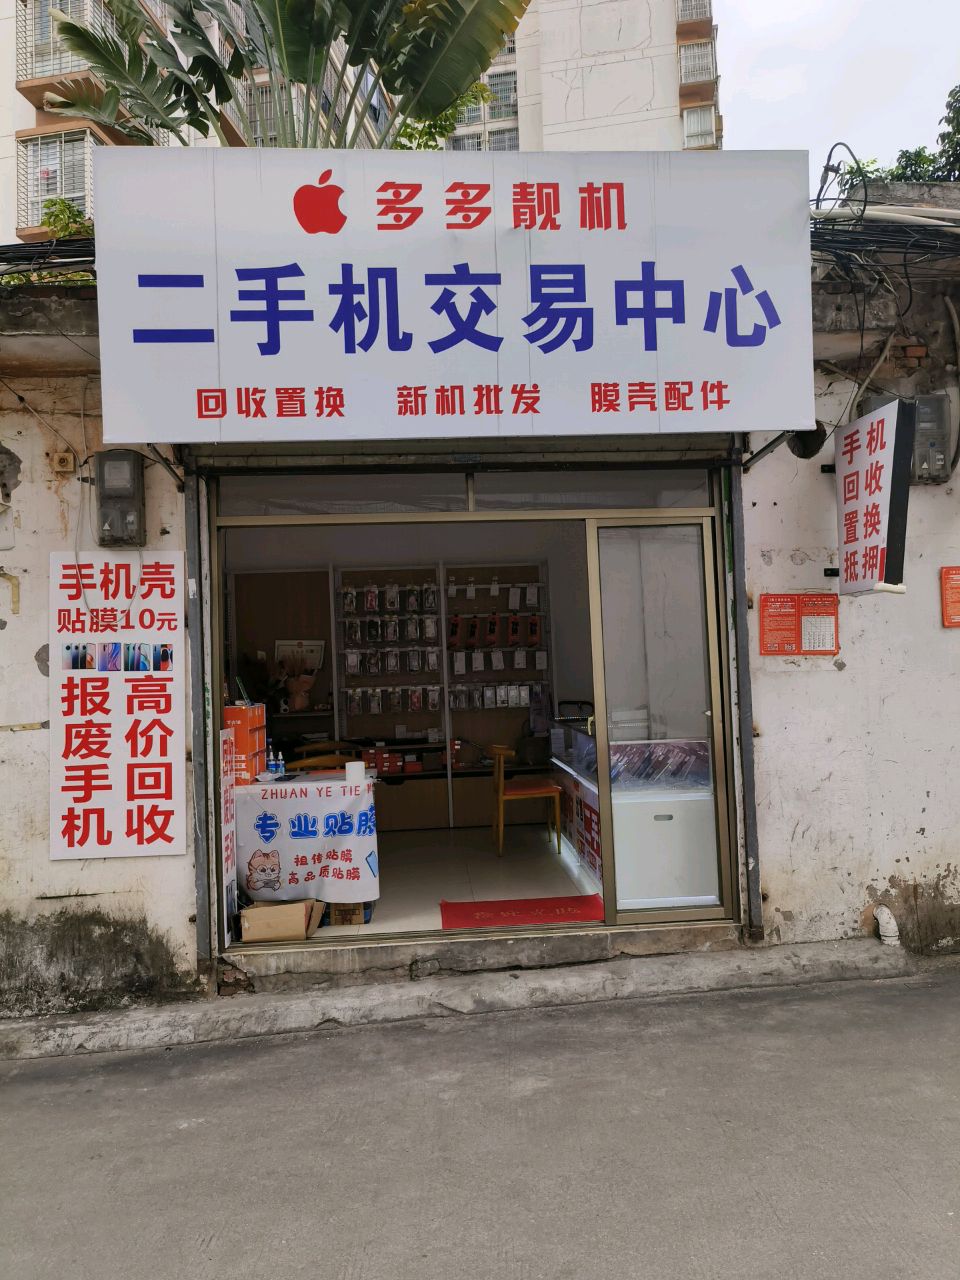 多多靓机
二手机交易中心
回收置换 新机批发 膜壳配件
手机
回收
置换
抵押
手机壳
贴膜10元
报废手机
高价回收
ZHUAN YE TIE
专业贴膜
祖传贴膜
高品质贴膜